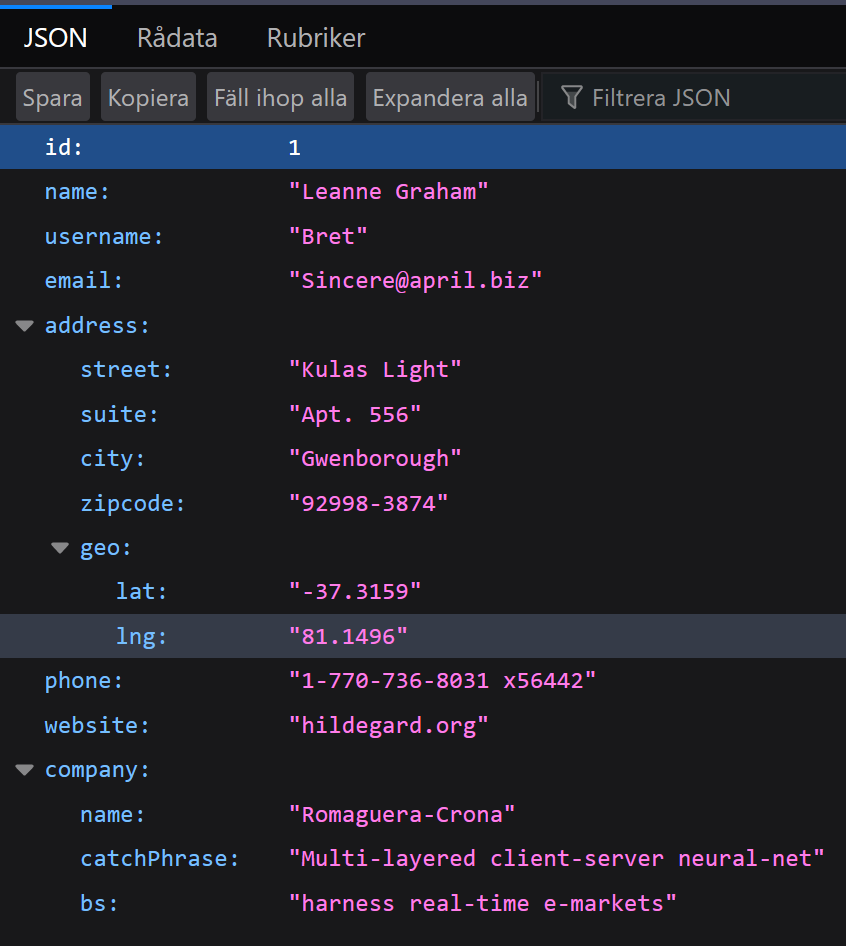 JSON Rådata Rubriker
Spara Kopiera Fäll ihop alla Expandera alla Filtrera JSON
id: 1
name: "Leanne Graham"
username: "Bret"
email: "Sincere@april.biz"
address:
street: "Kulas Light"
suite: "Apt. 556"
city: "Gwenborough"
zipcode: "92998-3874"
geo:
lat: "-37.3159"
lng: "81.1496"
phone: "1-770-736-8031 x56442"
website: "hildegard.org"
company:
name: "Romaguera-Crona"
catchPhrase: "Multi-layered client-server neural-net"
bs: "harness real-time e-markets"